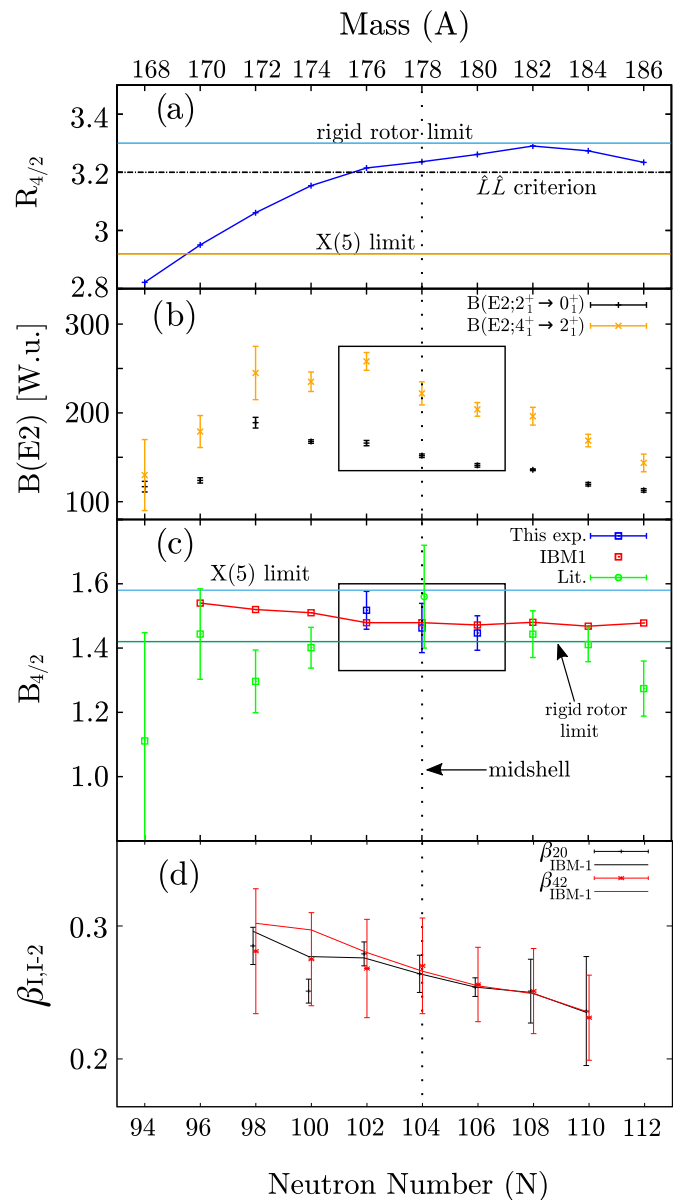 Mass (A)
168 170 172 174 176 178 180 182 184 186
(a)
3.4
rigid rotor limit
3.2
L̂L̂ criterion
R4/2
3
X(5) limit
2.8
(b)
B(E2;2₁⁺→ 0₁⁺)
B(E2;4₁⁺→ 2₁⁺)
300
B(E2) [W.u.]
200
100
(c)
This exp.
IBM1
Lit.
X(5) limit
1.6
1.4
B4/2
rigid rotor
limit
1.2
midshell
1.0
(d)
β20
IBM-1
β42
IBM-1
0.3
βI,I-2
0.2
94 96 98 100 102 104 106 108 110 112
Neutron Number (N)